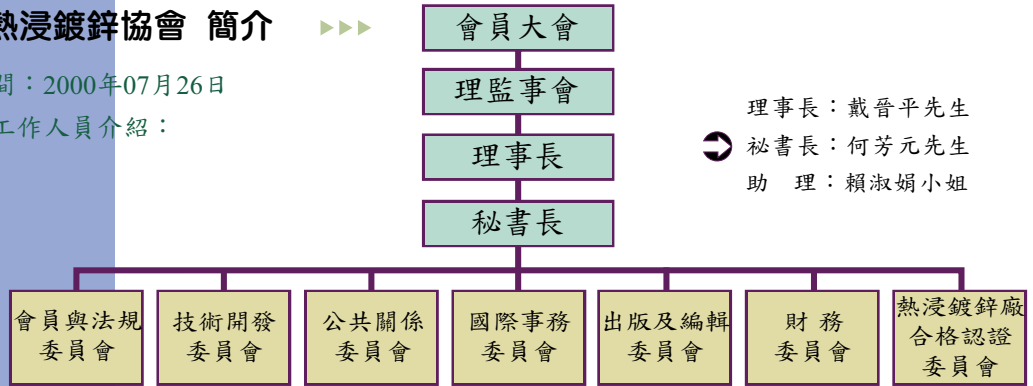 熱浸鍍鋅協會 簡介
會員大會
間：2000年07月26日
理監事會
工作人員介紹：
理事長：戴晉平先生
理事長
祕書長：何芳元先生
助 理：賴淑娟小姐
秘書長
會員與法規
委員會
技術開發
委員會
公共關係
委員會
國際事務
委員會
出版及編輯
委員會
財務
委員會
熱浸鍍鋅廠
合格認證
委員會